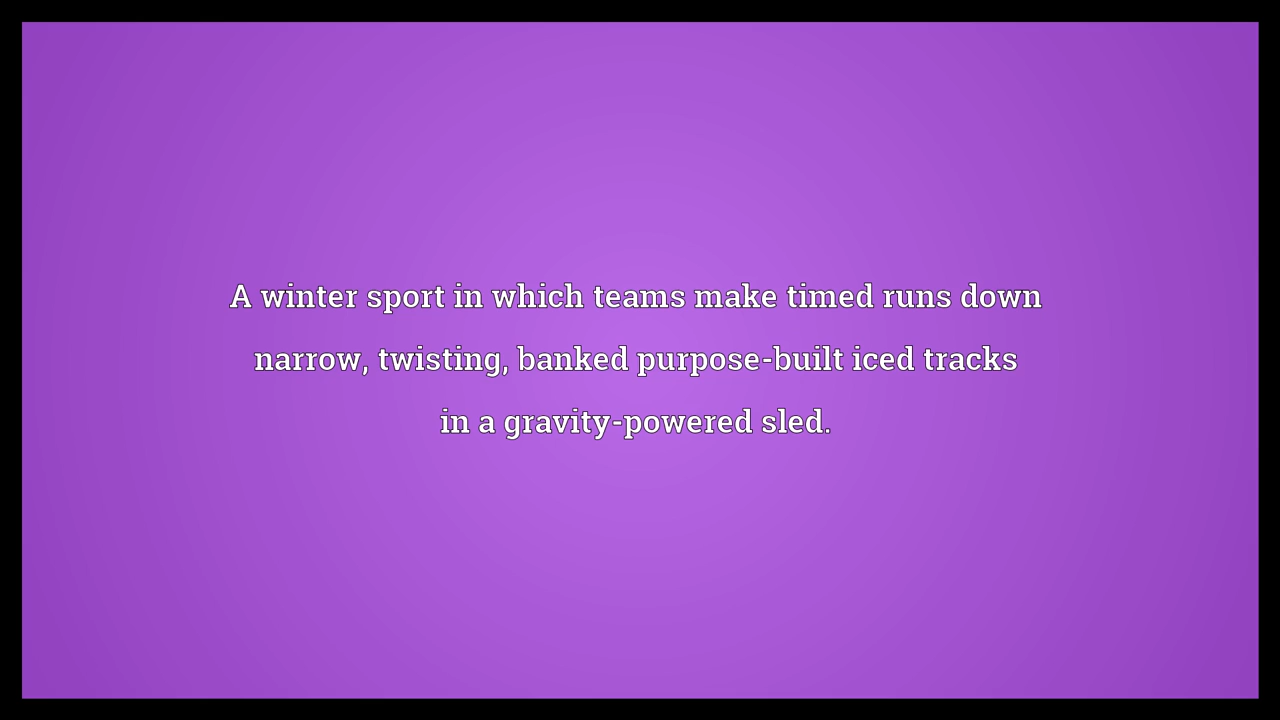 A winter sport in which teams make timed runs down
narrow, twisting, banked purpose-built iced tracks
in a gravity-powered sled.